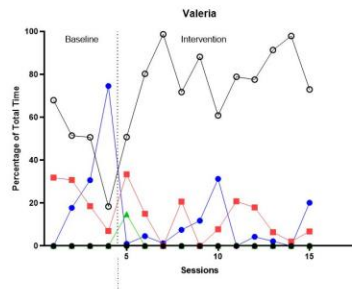 Valeria
Baseline
Intervention
Percentage of Total Time
100
80
60
40
20
0
5
10
15
Sessions